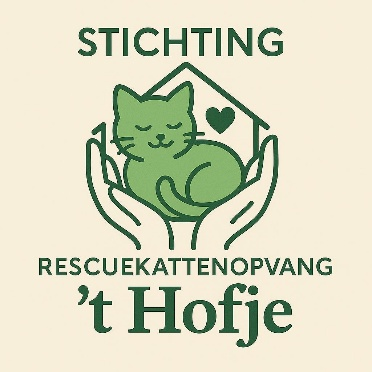 STICHTING
RESCUEKATTENOPVANG
’t Hofje